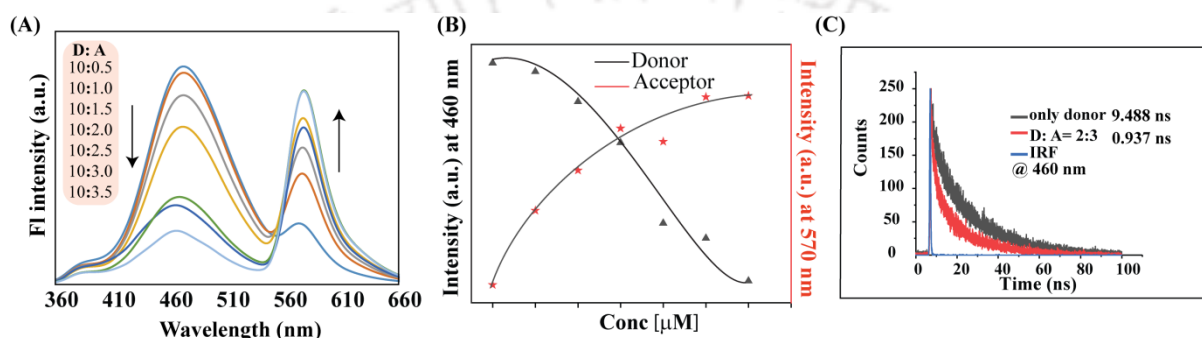 (A)
D: A
10:0.5
10:1.0
10:1.5
10:2.0
10:2.5
10:3.0
10:3.5
Fl intensity (a.u.)
360 410 460 510 560 610 660
Wavelength (nm)
(B)
Donor
Acceptor
Intensity (a.u.) at 460 nm
Intensity (a.u.) at 570 nm
Conc [μM]
(C)
250
200
150
100
50
0
Counts
only donor 9.488 ns
D: A= 2:3 0.937 ns
IRF
@ 460 nm
0 20 40 60 80 100
Time (ns)